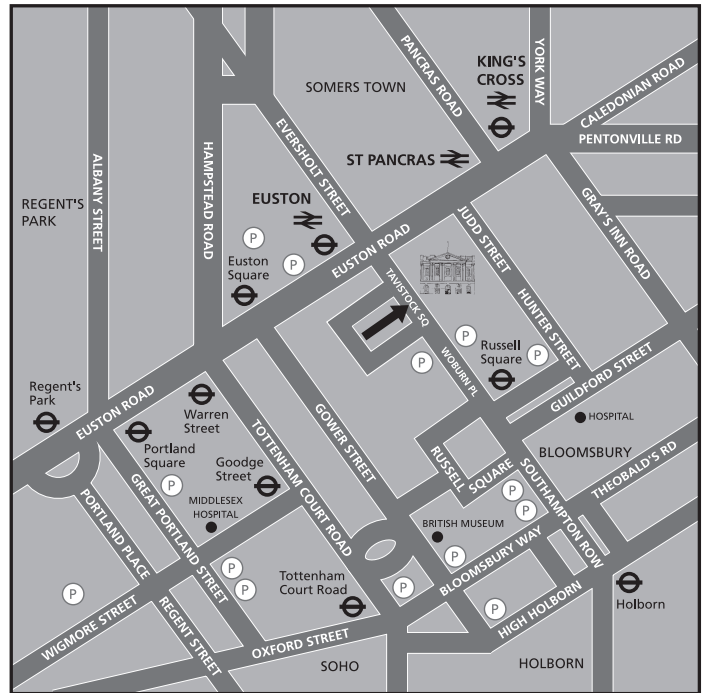 KING'S
CROSS
YORK WAY
PANCRAS ROAD
CALEDONIAN ROAD
SOMERS TOWN
PENTONVILLE RD
ST PANCRAS
ALBANY STREET
HAMPSTEAD ROAD
EVERSHOLT STREET
REGENT'S
PARK
EUSTON
GRAY'S INN ROAD
P
P
Euston
Square
EUSTON ROAD
JUDD STREET
TAVISTOCK SQ
HUNTER STREET
P
P
P
Russell
Square
WOBURN PL
GUILDFORD STREET
Regent's
Park
EUSTON ROAD
Warren
Street
Portland
Square
Goodge
Street
TOTTENHAM COURT ROAD
GOWER STREET
HOSPITAL
BLOOMSBURY
THEOBALD'S RD
RUSSELL
SQUARE
SOUTHAMPTON ROW
P
GREAT PORTLAND STREET
MIDDLESEX
HOSPITAL
PORTLAND PLACE
P
P
BRITISH MUSEUM
P
BLOOMSBURY WAY
P
P
P
P
P
Tottenham
Court Road
Holborn
WIGMORE STREET
REGENT STREET
OXFORD STREET
HIGH HOLBORN
SOHO
HOLBORN